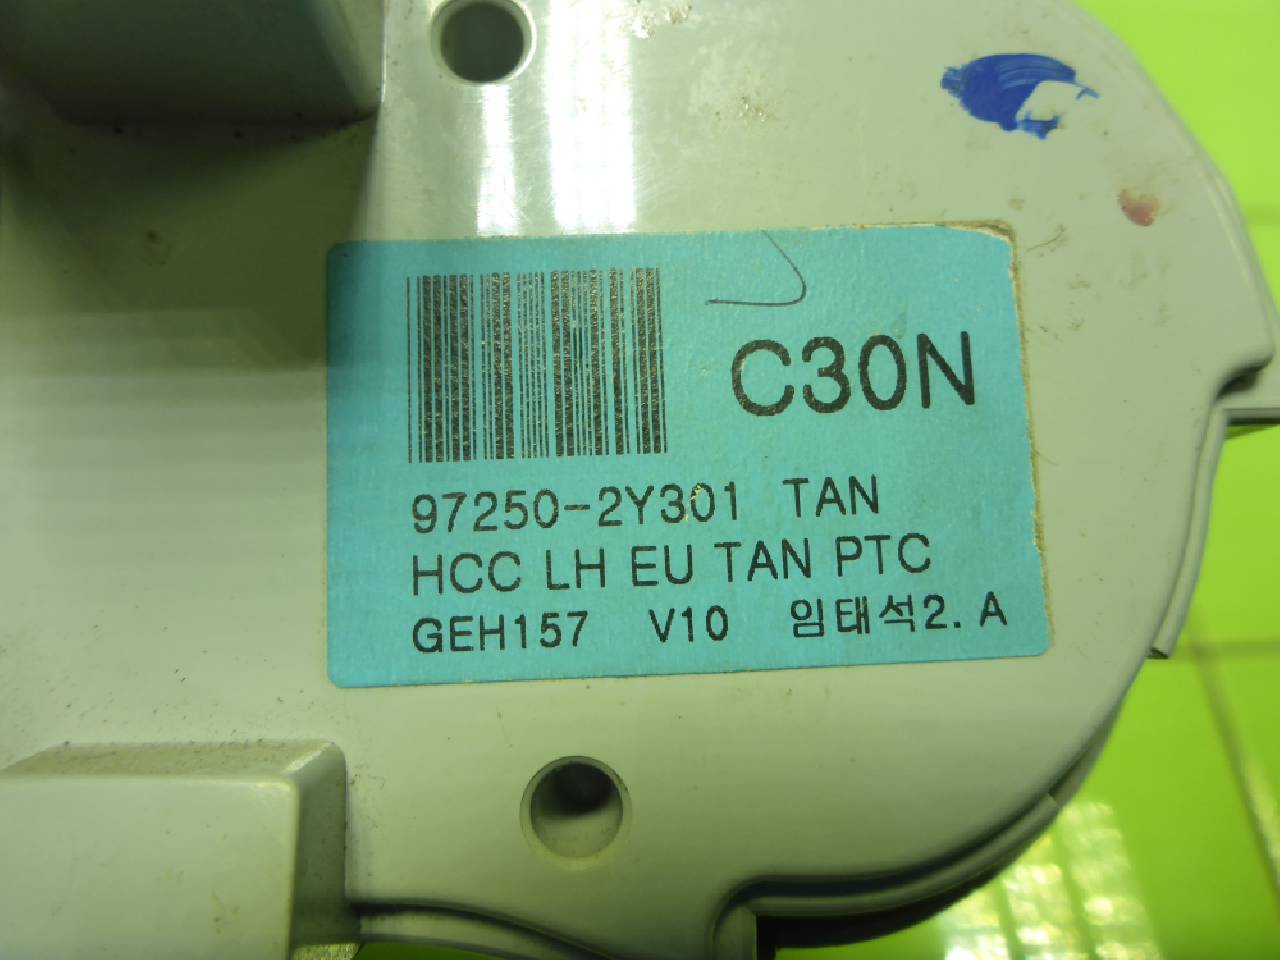 C30N
97250-2Y301 TAN
HCC LH EU TAN PTC
GEH157 V10 임태석2. A